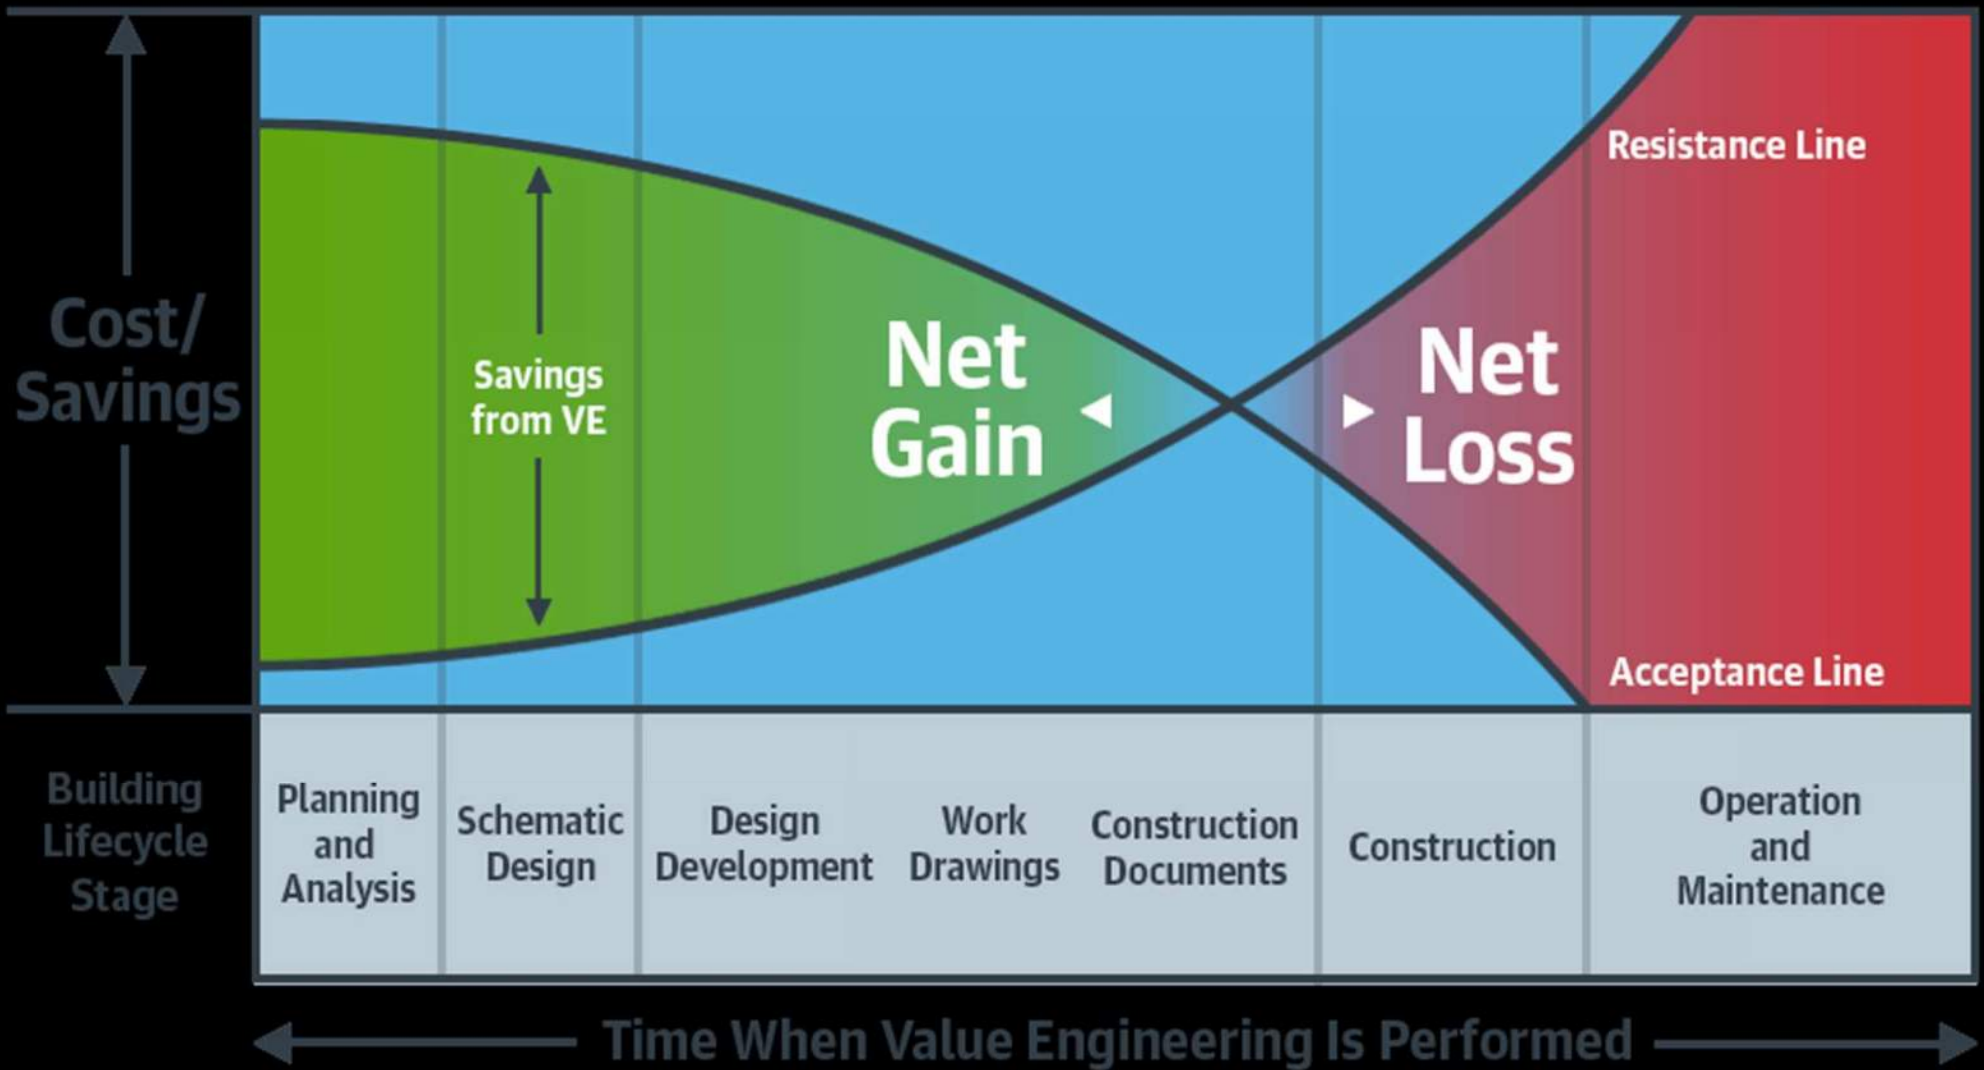 Cost/
Savings
Resistance Line
Savings
from VE
Net
Gain
Net
Loss
Acceptance Line
Building
Lifecycle
Stage
Planning
and
Analysis
Schematic
Design
Design
Development
Work
Drawings
Construction
Documents
Construction
Operation
and
Maintenance
Time When Value Engineering Is Performed